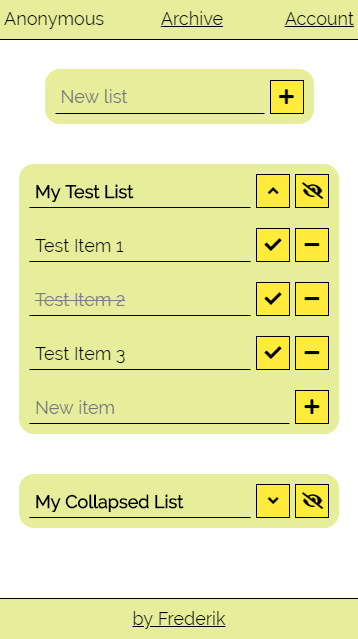 Anonymous Archive Account
New list
My Test List
Test Item 1
Test Item 2
Test Item 3
New item
My Collapsed List
by Frederik